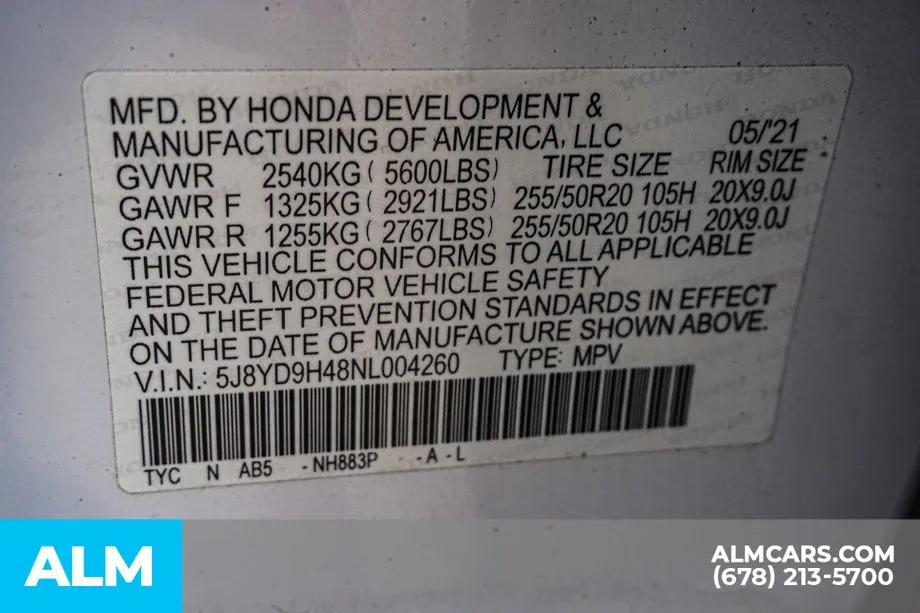 MFD. BY HONDA DEVELOPMENT &
MANUFACTURING OF AMERICA, LLC 05/'21
GVWR 2540KG ( 5600LBS) TIRE SIZE RIM SIZE
GAWR F 1325KG ( 2921LBS) 255/50R20 105H 20X9.0J
GAWR R 1255KG ( 2767LBS) 255/50R20 105H 20X9.0J
THIS VEHICLE CONFORMS TO ALL APPLICABLE
FEDERAL MOTOR VEHICLE SAFETY
AND THEFT PREVENTION STANDARDS IN EFFECT
ON THE DATE OF MANUFACTURE SHOWN ABOVE.
V.I.N.: 5J8YD9H48NL004260 TYPE: MPV
TYC N AB5 - NH883P - A - L
ALM
ALMCARS.COM
(678) 213-5700